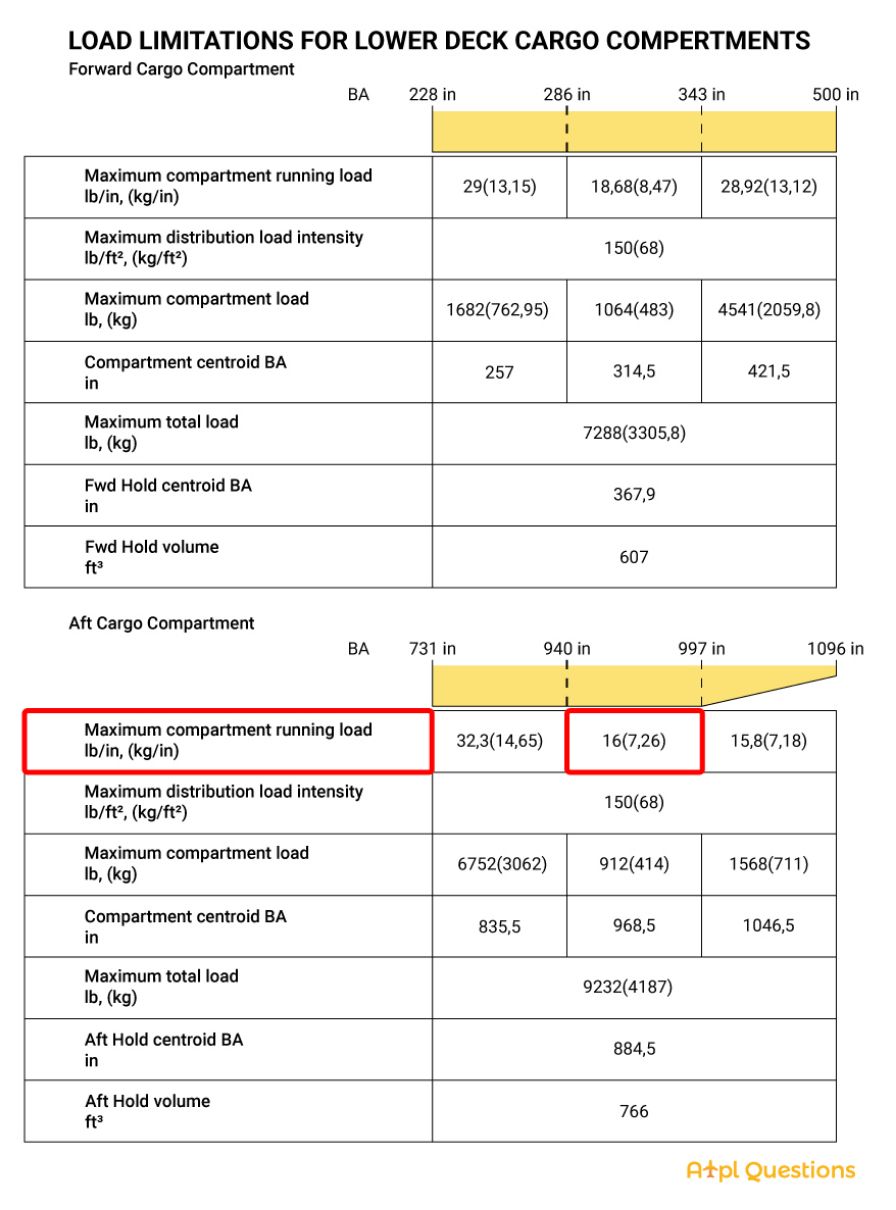 LOAD LIMITATIONS FOR LOWER DECK CARGO COMPERTMENTS
Forward Cargo Compartment
BA 228 in 286 in 343 in 500 in
Maximum compartment running load
lb/in, (kg/in)
29(13,15) 18,68(8,47) 28,92(13,12)
Maximum distribution load intensity
lb/ft², (kg/ft²)
150(68)
Maximum compartment load
lb, (kg)
1682(762,95) 1064(483) 4541(2059,8)
Compartment centroid BA
in
257 314,5 421,5
Maximum total load
lb, (kg)
7288(3305,8)
Fwd Hold centroid BA
in
367,9
Fwd Hold volume
ft³
607
Aft Cargo Compartment
BA 731 in 940 in 997 in 1096 in
Maximum compartment running load
lb/in, (kg/in)
32,3(14,65) 16(7,26) 15,8(7,18)
Maximum distribution load intensity
lb/ft², (kg/ft²)
150(68)
Maximum compartment load
lb, (kg)
6752(3062) 912(414) 1568(711)
Compartment centroid BA
in
835,5 968,5 1046,5
Maximum total load
lb, (kg)
9232(4187)
Aft Hold centroid BA
in
884,5
Aft Hold volume
ft³
766
Atpl Questions